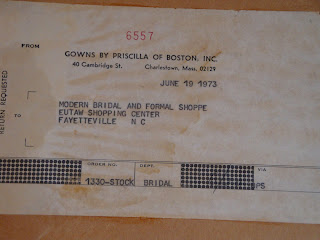 6557
FROM
GOWNS BY PRISCILLA OF BOSTON, INC.
40 Cambridge St. Charlestown, Mass. 02129
JUNE 19 1973
RETURN REQUESTED
TO
MODERN BRIDAL AND FORMAL SHOPPE
EUTAW SHOPPING CENTER
FAYETTEVILLE N C
ORDER NO. DEPT. VIA
1330-STOCK BRIDAL UPS